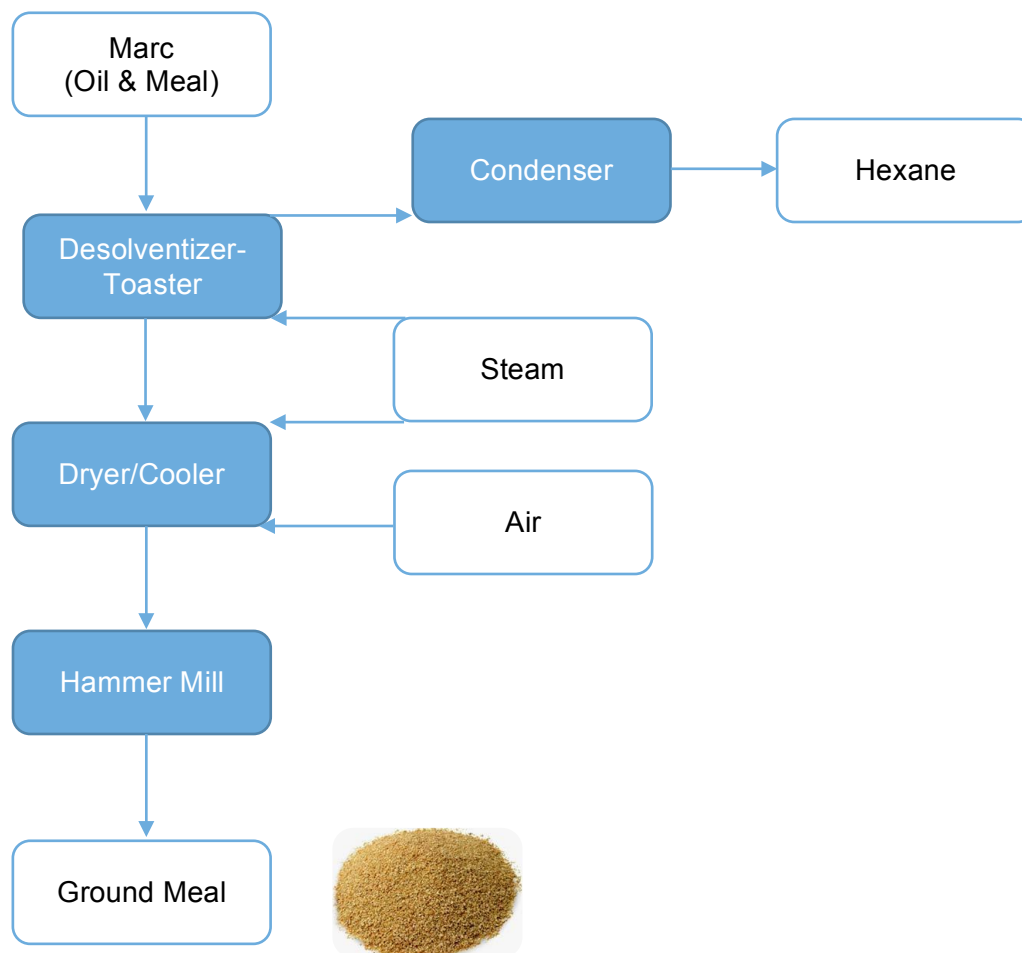 Marc
(Oil & Meal)
Condenser
Hexane
Desolventizer-
Toaster
Steam
Dryer/Cooler
Air
Hammer Mill
Ground Meal